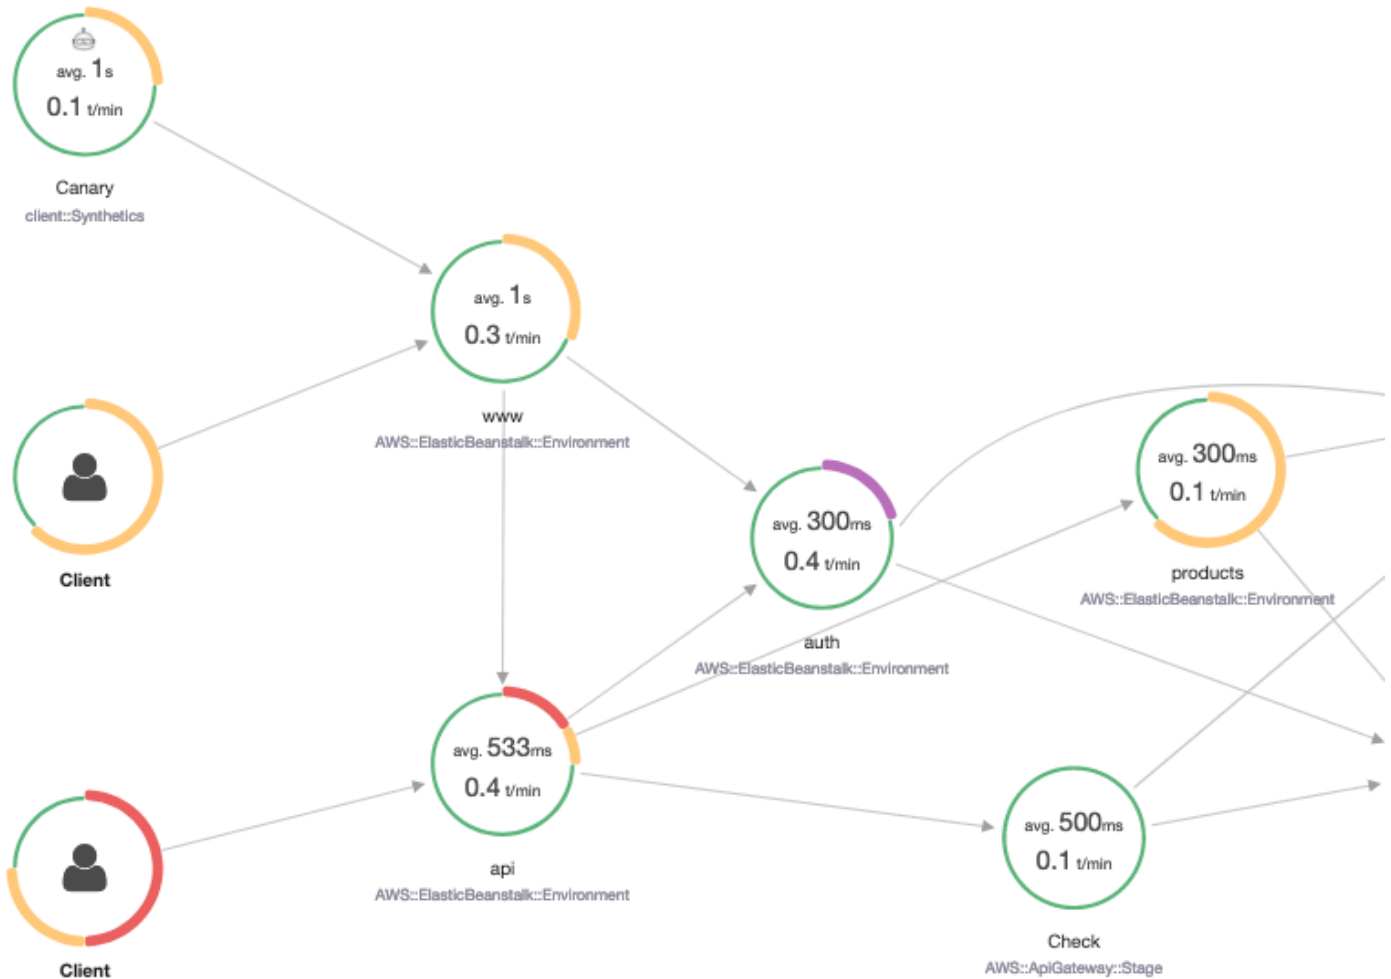 avg. 1s
0.1 t/min
Canary
client::Synthetics
avg. 1s
0.3 t/min
www
AWS::ElasticBeanstalk::Environment
Client
avg. 300ms
0.4 t/min
auth
AWS::ElasticBeanstalk::Environment
avg. 300ms
0.1 t/min
products
AWS::ElasticBeanstalk::Environment
avg. 533ms
0.4 t/min
api
AWS::ElasticBeanstalk::Environment
avg. 500ms
0.1 t/min
Check
AWS::ApiGateway::Stage
Client